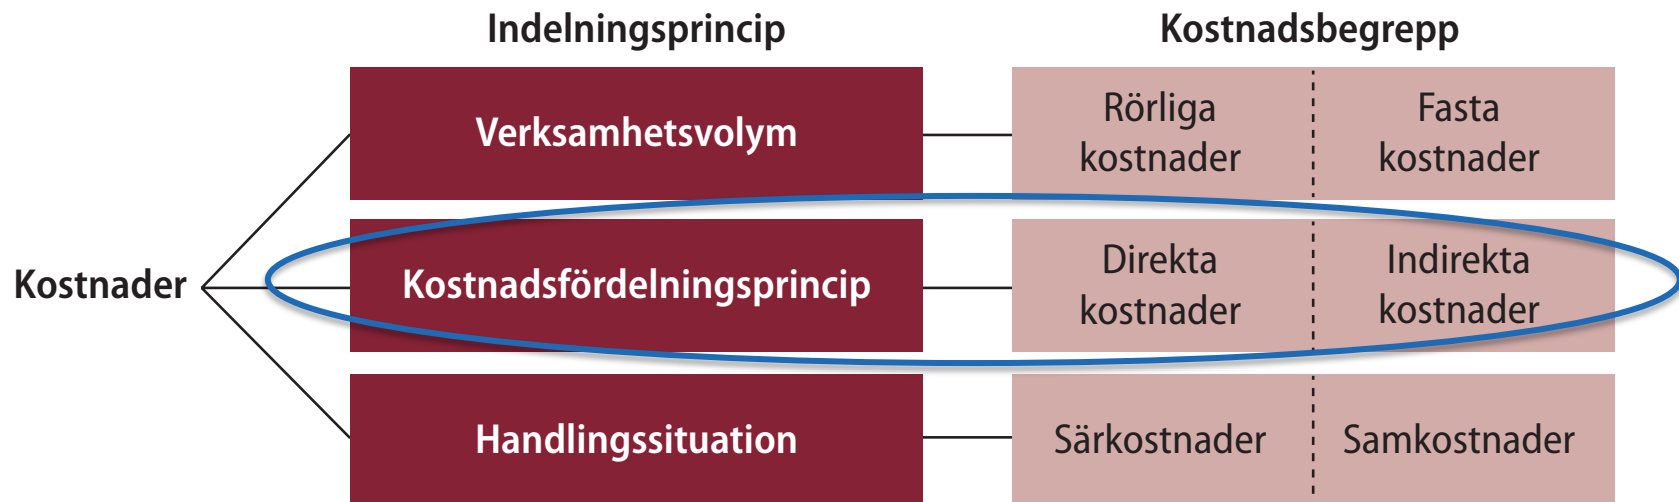 Indelningsprincip
Kostnadsbegrepp
Kostnader
Verksamhetsvolym
Rörliga
kostnader
Fasta
kostnader
Kostnadsfördelningsprincip
Direkta
kostnader
Indirekta
kostnader
Handlingssituation
Särkostnader
Samkostnader